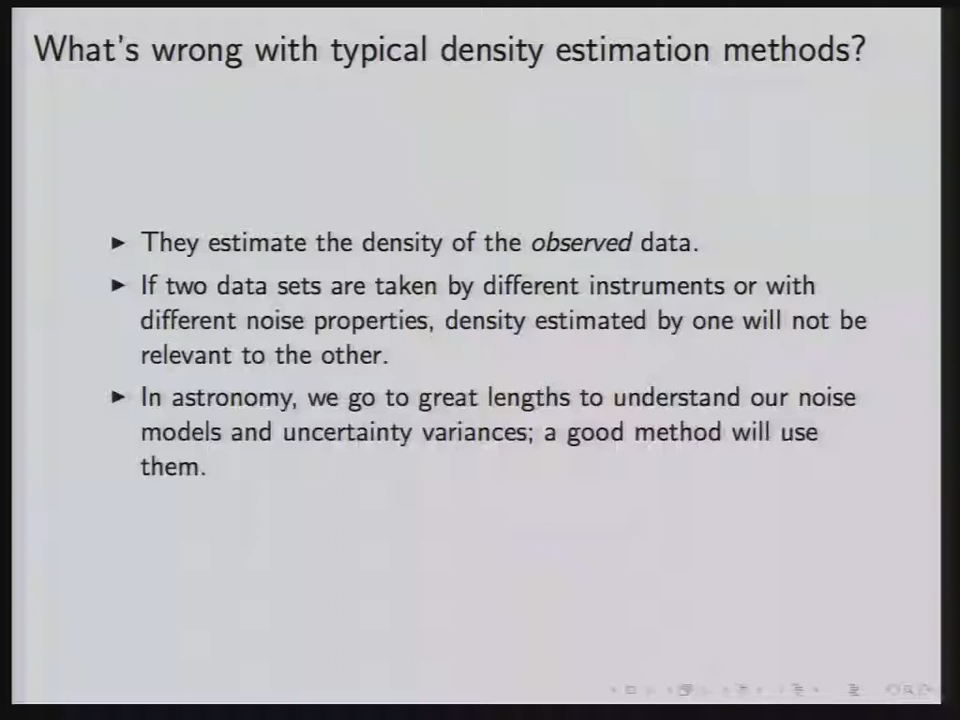 What's wrong with typical density estimation methods?
▶ They estimate the density of the observed data.
▶ If two data sets are taken by different instruments or with
different noise properties, density estimated by one will not be
relevant to the other.
▶ In astronomy, we go to great lengths to understand our noise
models and uncertainty variances; a good method will use
them.